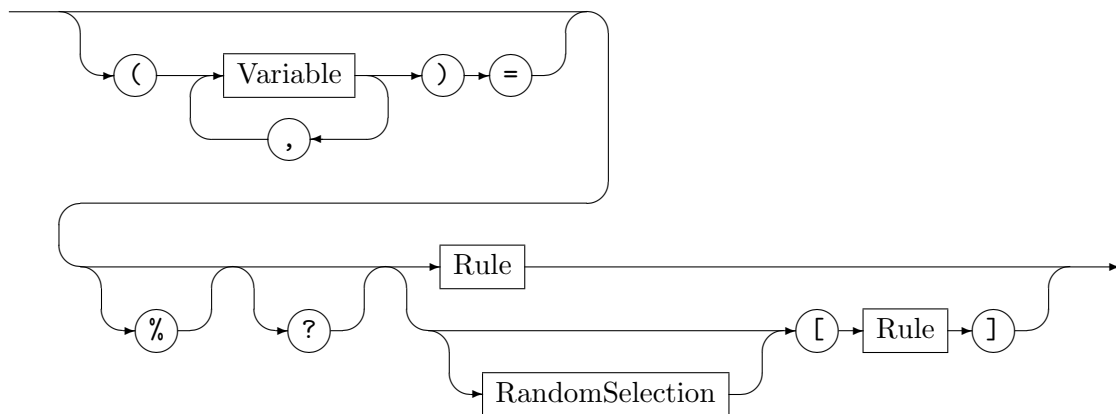 ( Variable ) =
,
Rule
% ? [ Rule ]
RandomSelection